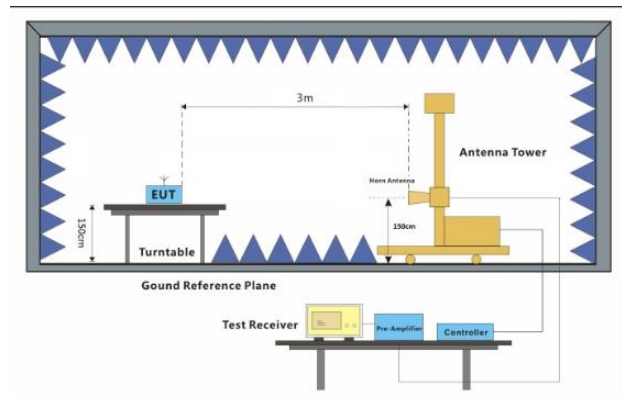 3m
Antenna Tower
Horn Antenna
EUT
150cm
150cm
Turntable
Gound Reference Plane
Test Receiver
Pre-Amplifier
Controller